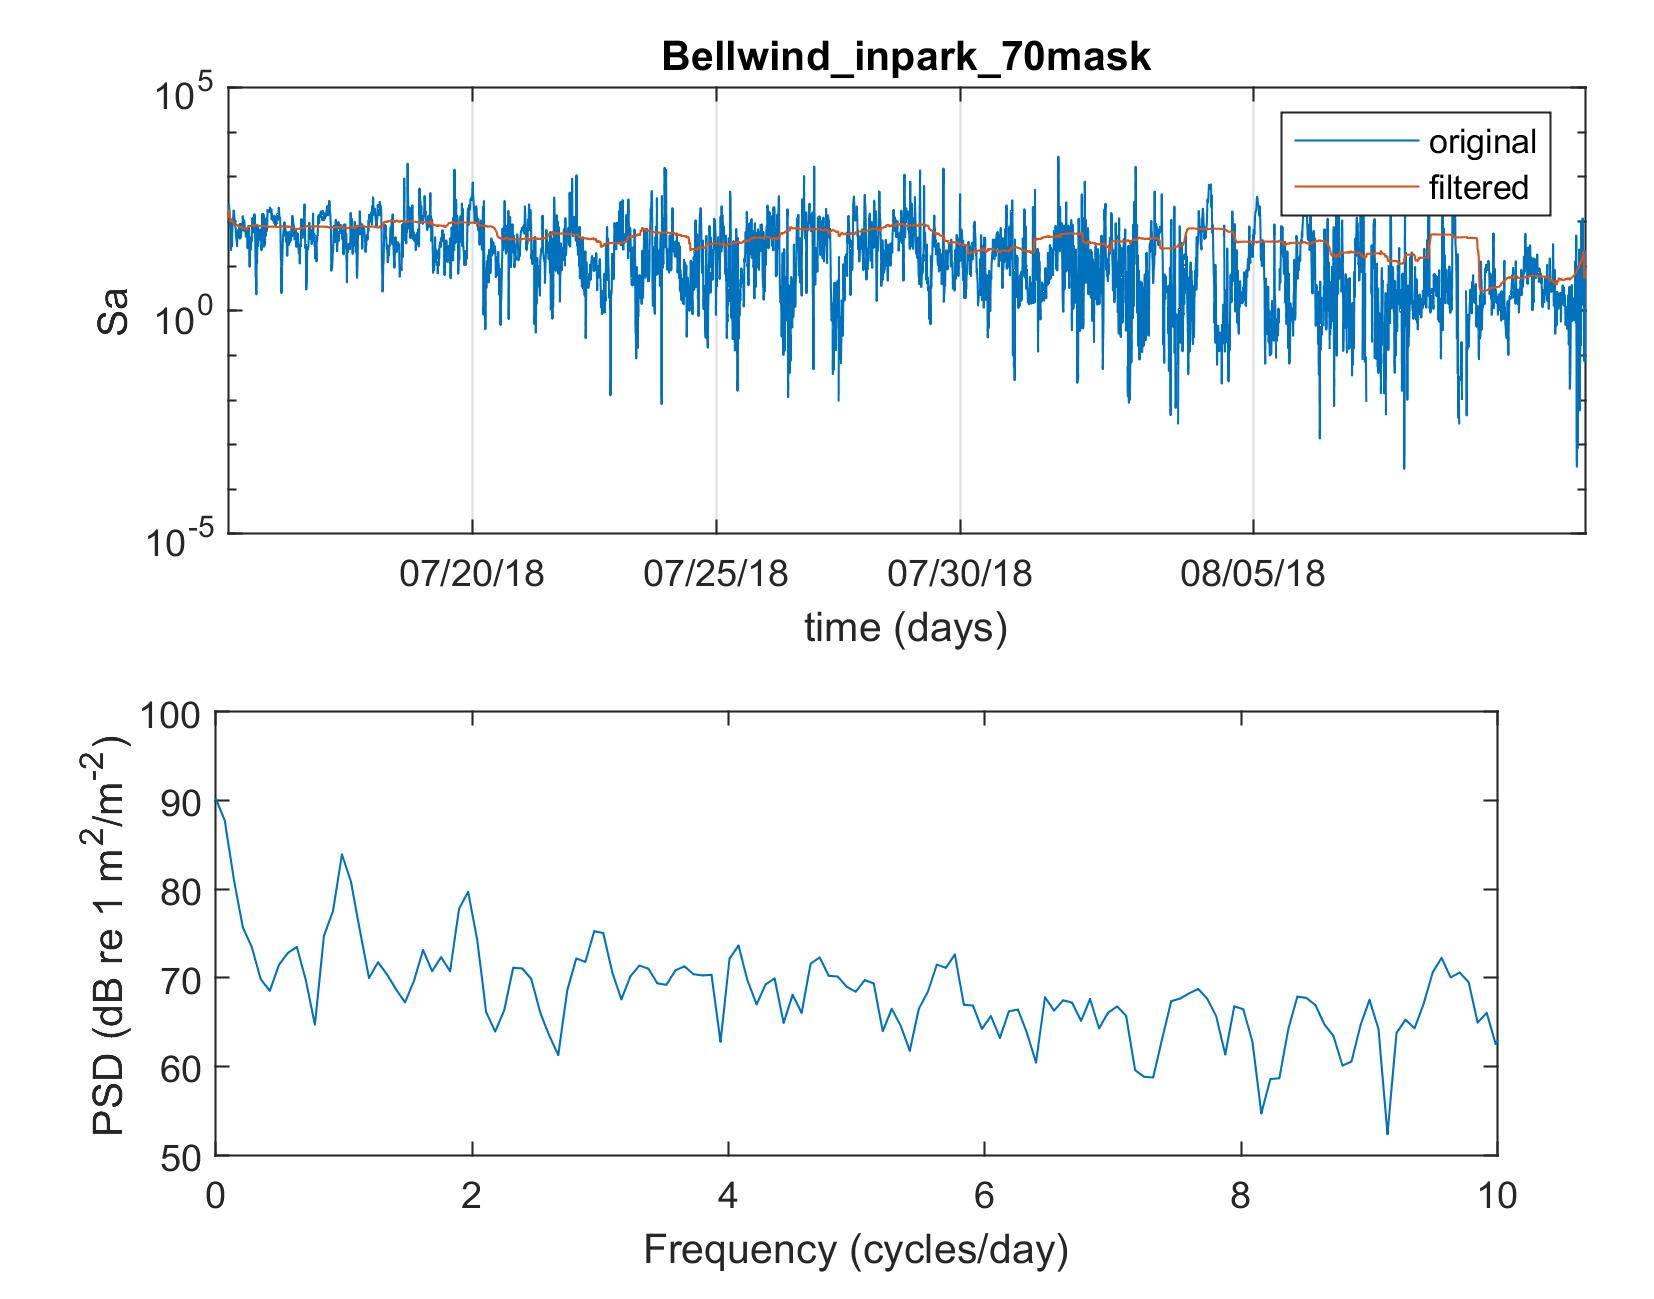 Bellwind_inpark_70mask
10^5
10^0
10^-5
Sa
original
filtered
07/20/18 07/25/18 07/30/18 08/05/18
time (days)
100
90
80
70
60
50
PSD (dB re 1 m^2/m^-2)
0 2 4 6 8 10
Frequency (cycles/day)